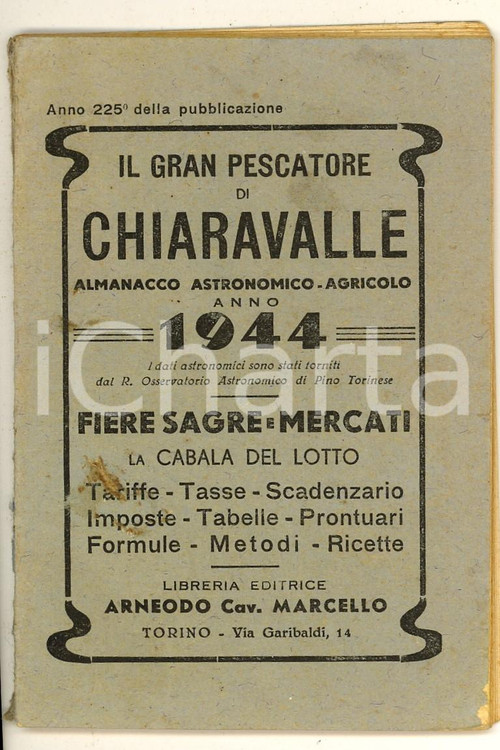 Anno 225º della pubblicazione
IL GRAN PESCATORE
DI
CHIARAVALLE
ALMANACCO ASTRONOMICO-AGRICOLO
ANNO
1944
I dati astronomici sono stati forniti
dal R. Osservatorio Astronomico di Pino Torinese
FIERE SAGRE E MERCATI
LA CABALA DEL LOTTO
Tariffe - Tasse - Scadenzario
Imposte - Tabelle - Prontuari
Formule - Metodi - Ricette
LIBRERIA EDITRICE
ARNEODO Cav. MARCELLO
TORINO - Via Garibaldi, 14
iCharta